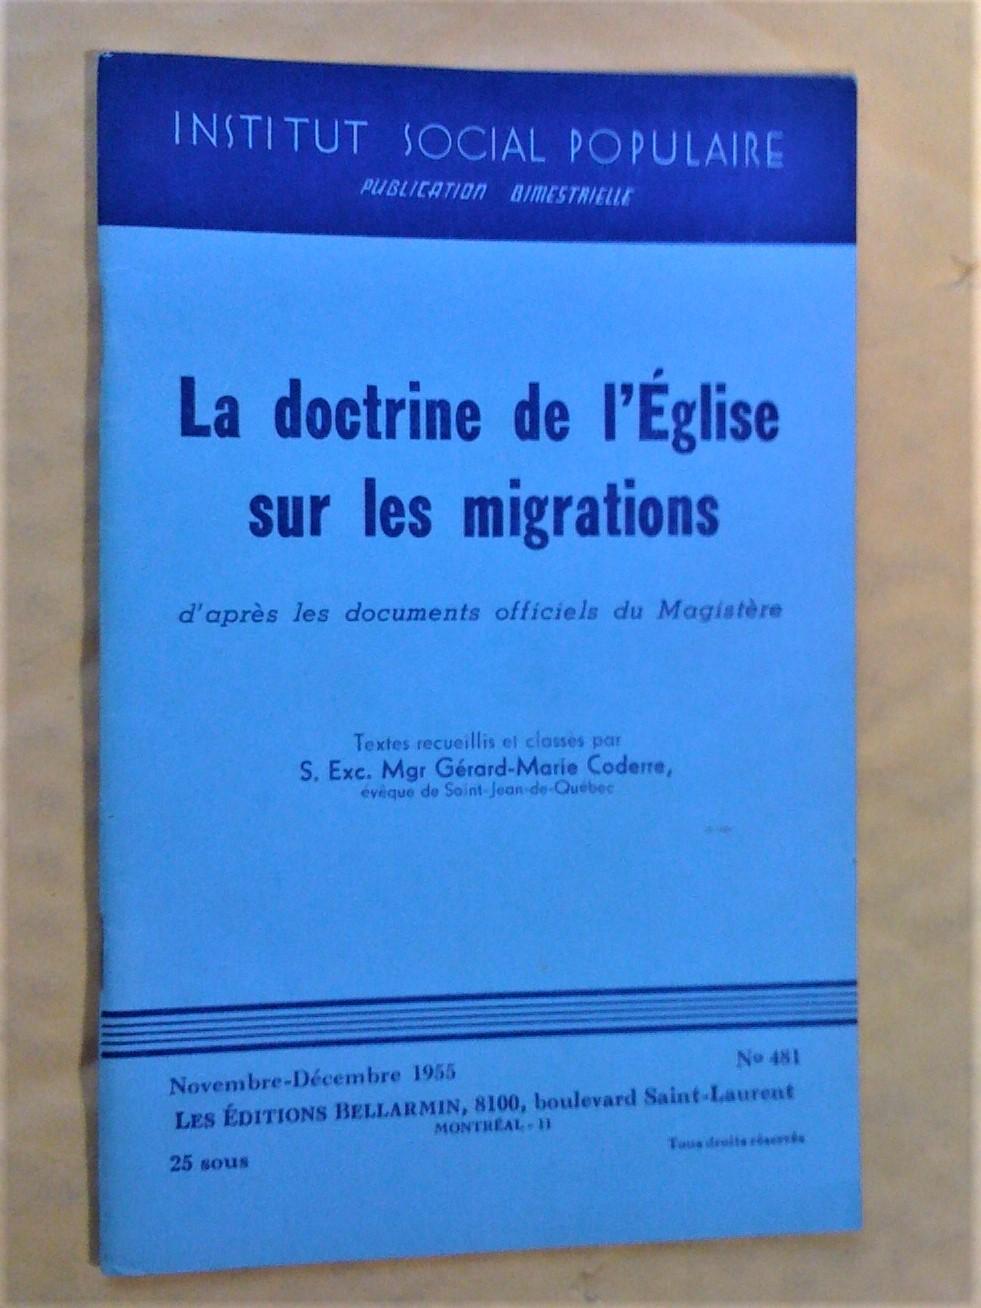 INSTITUT SOCIAL POPULAIRE
PUBLICATION BIMESTRIELLE
La doctrine de l'Église
sur les migrations
d'après les documents officiels du Magistère
Textes recueillis et classés par
S. Exc. Mgr Gérard-Marie Coderre,
évêque de Saint-Jean-de-Québec
Novembre-Décembre 1955 No 481
LES ÉDITIONS BELLARMIN, 8100, boulevard Saint-Laurent
MONTRÉAL - 11
25 sous Tous droits réservés